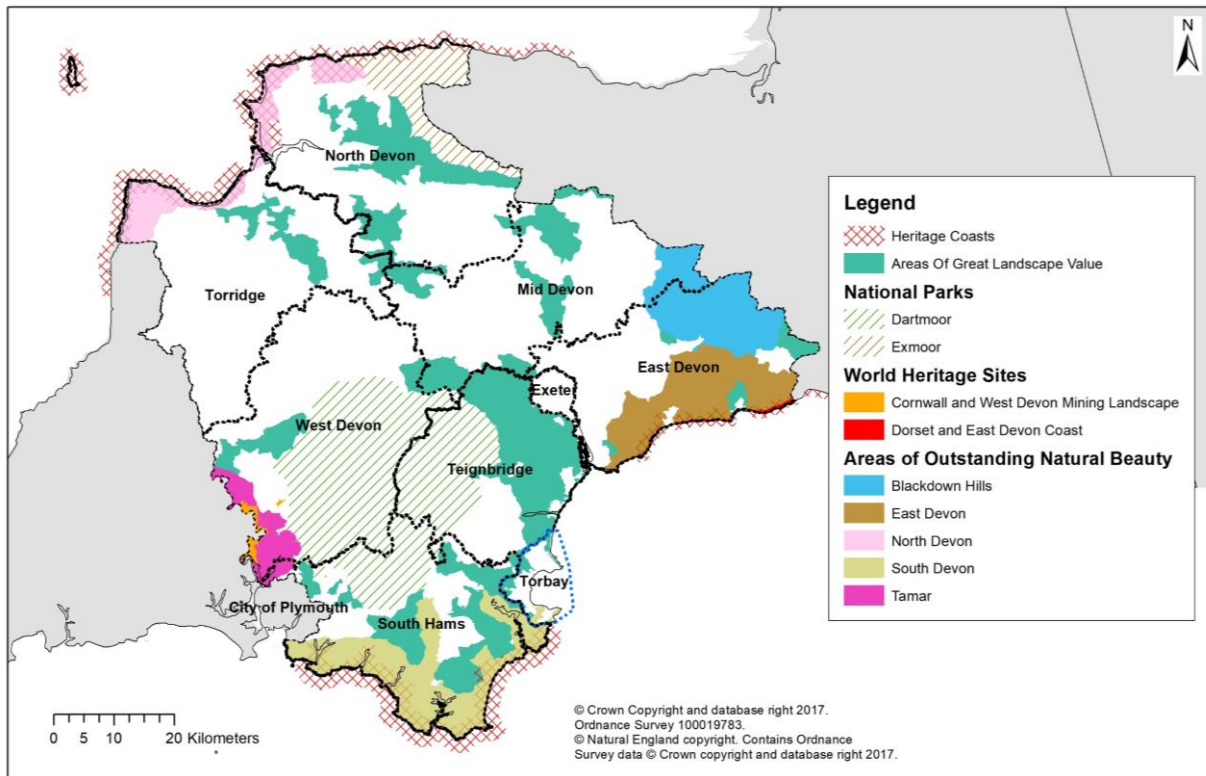 N
North Devon
Torridge
Mid Devon
East Devon
Exeter
West Devon
Teignbridge
Torbay
City of Plymouth
South Hams
Legend
Heritage Coasts
Areas Of Great Landscape Value
National Parks
Dartmoor
Exmoor
World Heritage Sites
Cornwall and West Devon Mining Landscape
Dorset and East Devon Coast
Areas of Outstanding Natural Beauty
Blackdown Hills
East Devon
North Devon
South Devon
Tamar
0 5 10 20 Kilometers
© Crown Copyright and database right 2017.
Ordnance Survey 100019783.
© Natural England copyright. Contains Ordnance
Survey data © Crown copyright and database right 2017.